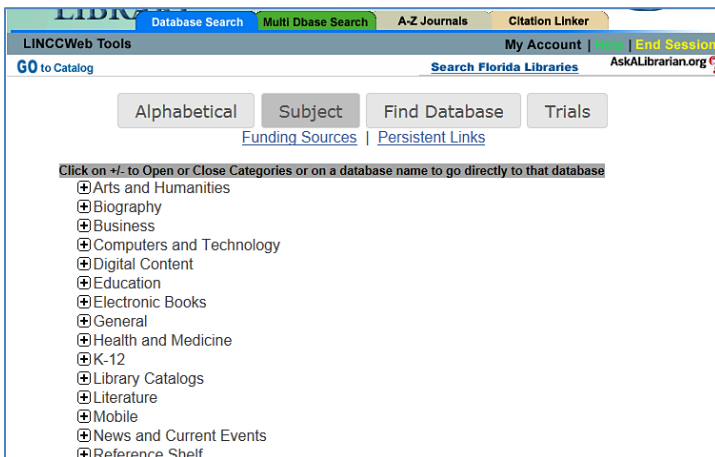 LIBRARY
Database Search Multi Dbase Search A-Z Journals Citation Linker
LINCCWeb Tools My Account | Help | End Session
GO to Catalog Search Florida Libraries AskALibrarian.org
Alphabetical Subject Find Database Trials
Funding Sources | Persistent Links
Click on +/- to Open or Close Categories or on a database name to go directly to that database
Arts and Humanities
Biography
Business
Computers and Technology
Digital Content
Education
Electronic Books
General
Health and Medicine
K-12
Library Catalogs
Literature
Mobile
News and Current Events
Reference Shelf